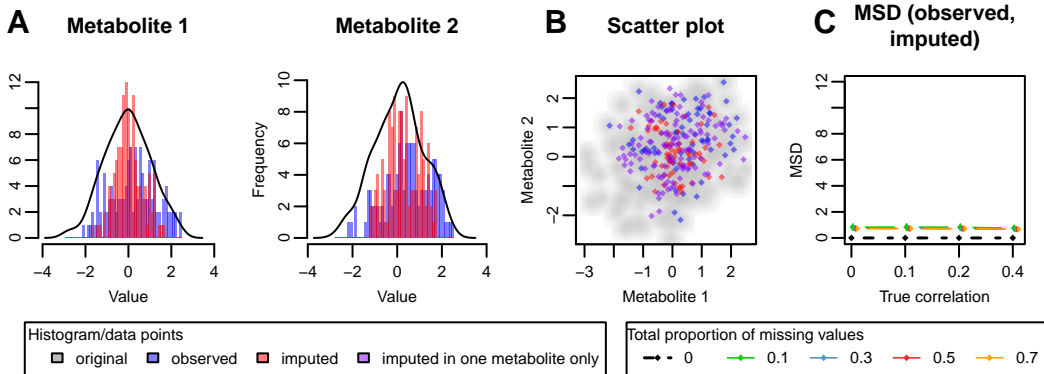 A
Metabolite 1
Metabolite 2
B
Scatter plot
C
MSD (observed,
imputed)
0 2 4 6 8 12
−4 −2 0 2 4
Value
Frequency
0 2 4 6 8 10
−4 −2 0 2 4
Value
Metabolite 2
−2 0 1 2
−3 −1 0 1 2
Metabolite 1
MSD
0 2 4 6 8 12
0 0.1 0.2 0.4
True correlation
Histogram/data points
original observed imputed imputed in one metabolite only
Total proportion of missing values
0 0.1 0.3 0.5 0.7